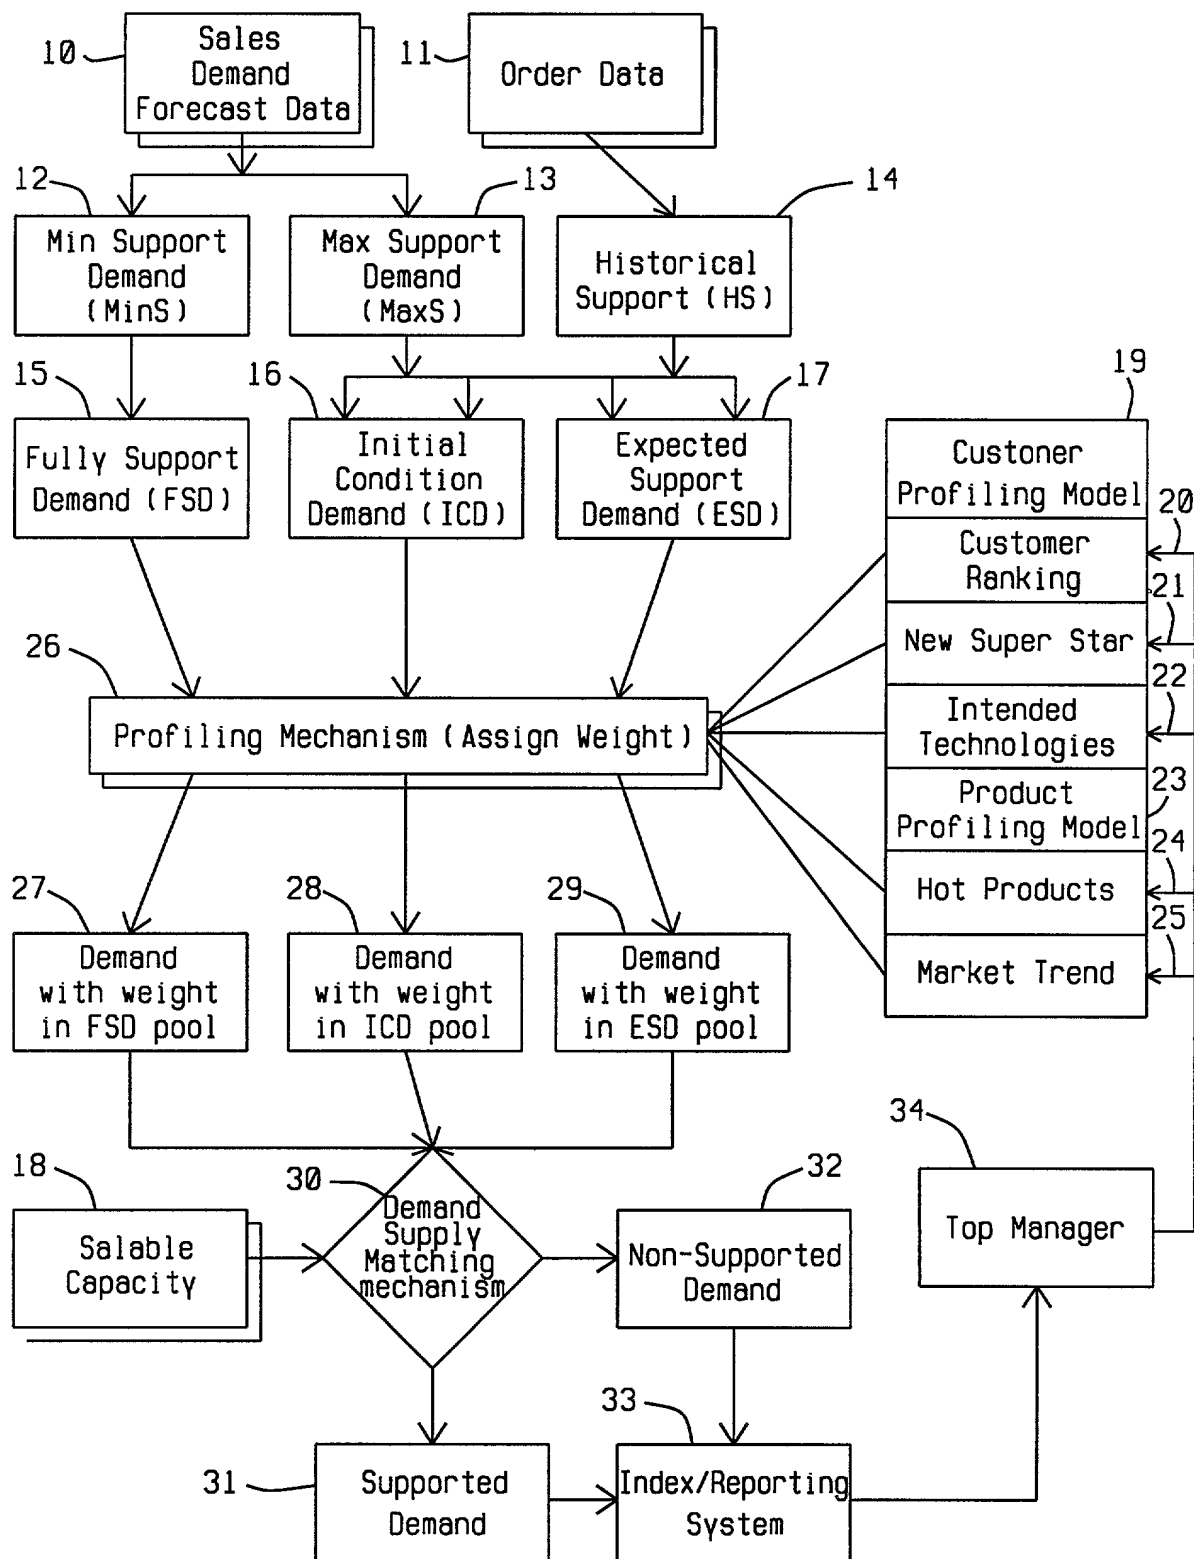 10
Sales
Demand
Forecast Data
11
Order Data
12
Min Support
Demand
(MinS)
13
Max Support
Demand
(MaxS)
14
Historical
Support (HS)
15
Fully Support
Demand (FSD)
16
Initial
Condition
Demand (ICD)
17
Expected
Support
Demand (ESD)
19
Custoner
Profiling Model
20
Customer
Ranking
21
New Super Star
22
Intended
Technologies
23
Product
Profiling Model
24
Hot Products
25
Market Trend
26
Profiling Mechanism (Assign Weight)
27
Demand
with weight
in FSD pool
28
Demand
with weight
in ICD pool
29
Demand
with weight
in ESD pool
18
Salable
Capacity
30
Demand
Supply
Matching
mechanism
32
Non-Supported
Demand
34
Top Manager
31
Supported
Demand
33
Index/Reporting
System